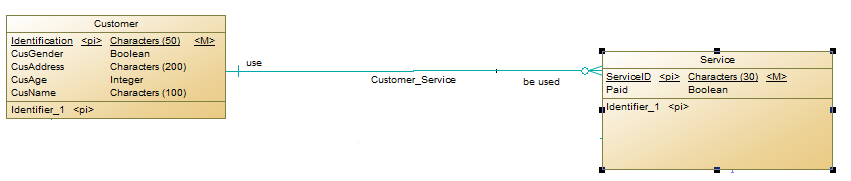 Customer
Identification <pi> Characters (50) <M>
CusGender Boolean
CusAddress Characters (200)
CusAge Integer
CusName Characters (100)
Identifier_1 <pi>
use
Customer_Service
be used
Service
ServiceID <pi> Characters (30) <M>
Paid Boolean
Identifier_1 <pi>